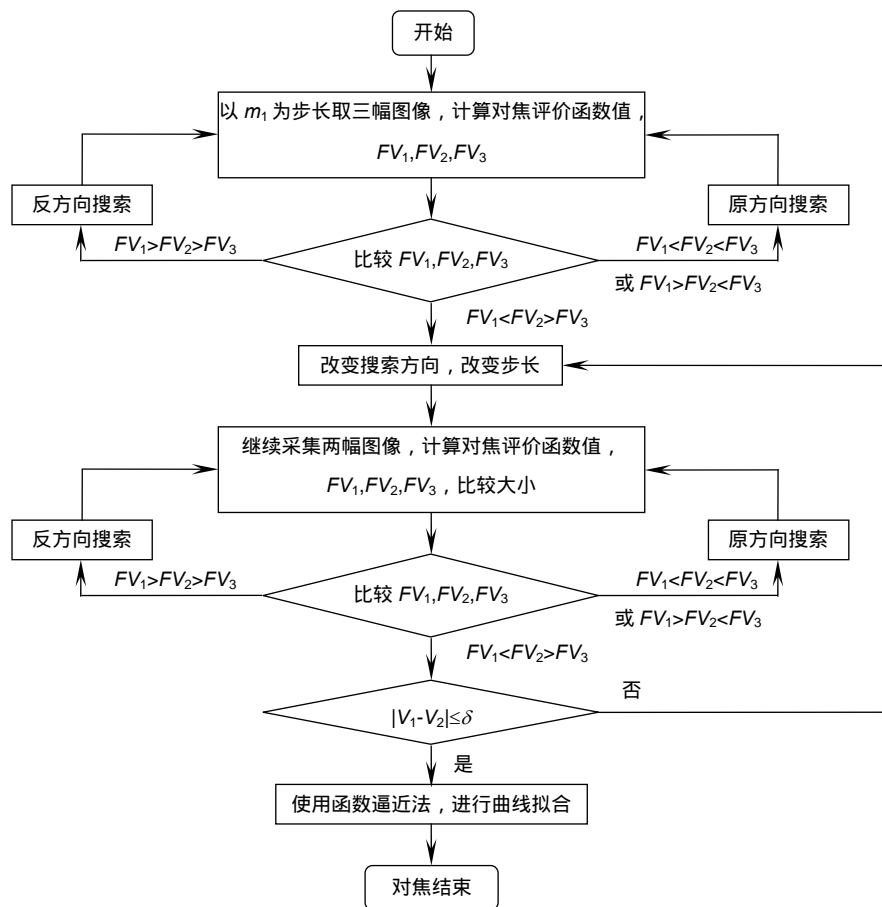 开始
以 m₁ 为步长取三幅图像，计算对焦评价函数值，
FV₁,FV₂,FV₃
反方向搜索
原方向搜索
FV₁>FV₂>FV₃
比较 FV₁,FV₂,FV₃
FV₁<FV₂<FV₃
或 FV₁>FV₂<FV₃
FV₁<FV₂>FV₃
改变搜索方向，改变步长
继续采集两幅图像，计算对焦评价函数值，
FV₁,FV₂,FV₃，比较大小
反方向搜索
原方向搜索
FV₁>FV₂>FV₃
比较 FV₁,FV₂,FV₃
FV₁<FV₂<FV₃
或 FV₁>FV₂<FV₃
FV₁<FV₂>FV₃
否
|V₁-V₂|≤δ
是
使用函数逼近法，进行曲线拟合
对焦结束